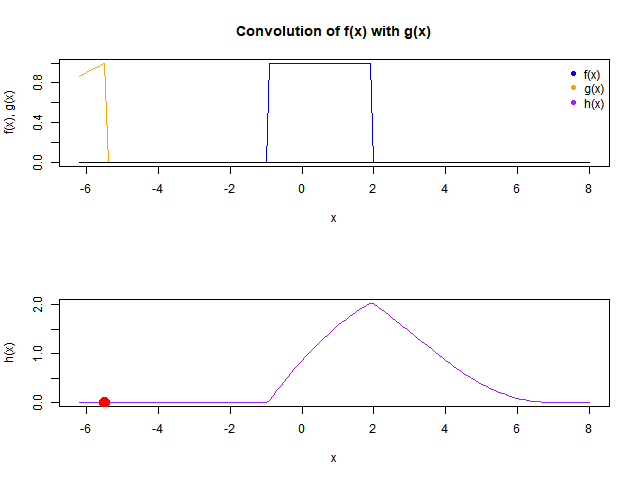 Convolution of f(x) with g(x)
f(x), g(x)
0.0 0.4 0.8
f(x)
g(x)
h(x)
-6 -4 -2 0 2 4 6 8
x
h(x)
0.0 1.0 2.0
-6 -4 -2 0 2 4 6 8
x